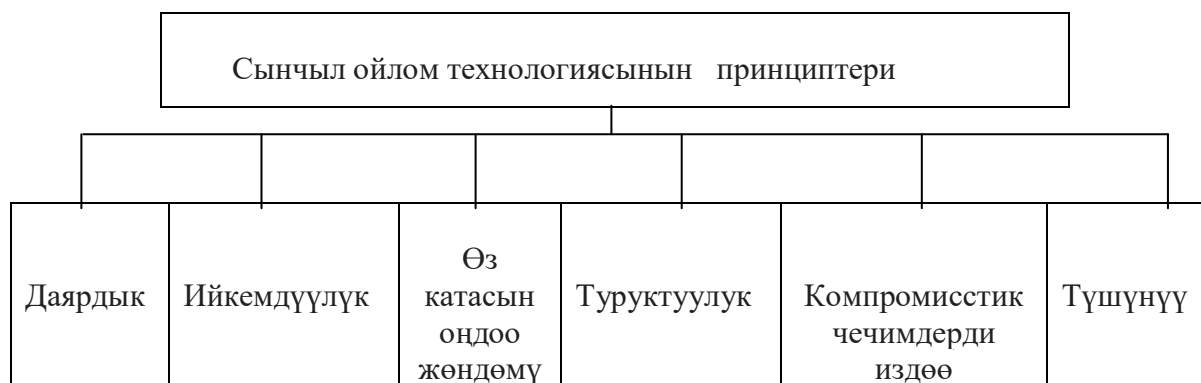 Сынчыл ойлом технологиясынын принциптери
Даярдык
Ийкемдүүлүк
Өз
катасын
оңдоо
жөндөмү
Туруктуулук
Компромисстик
чечимдерди
издөө
Түшүнүү